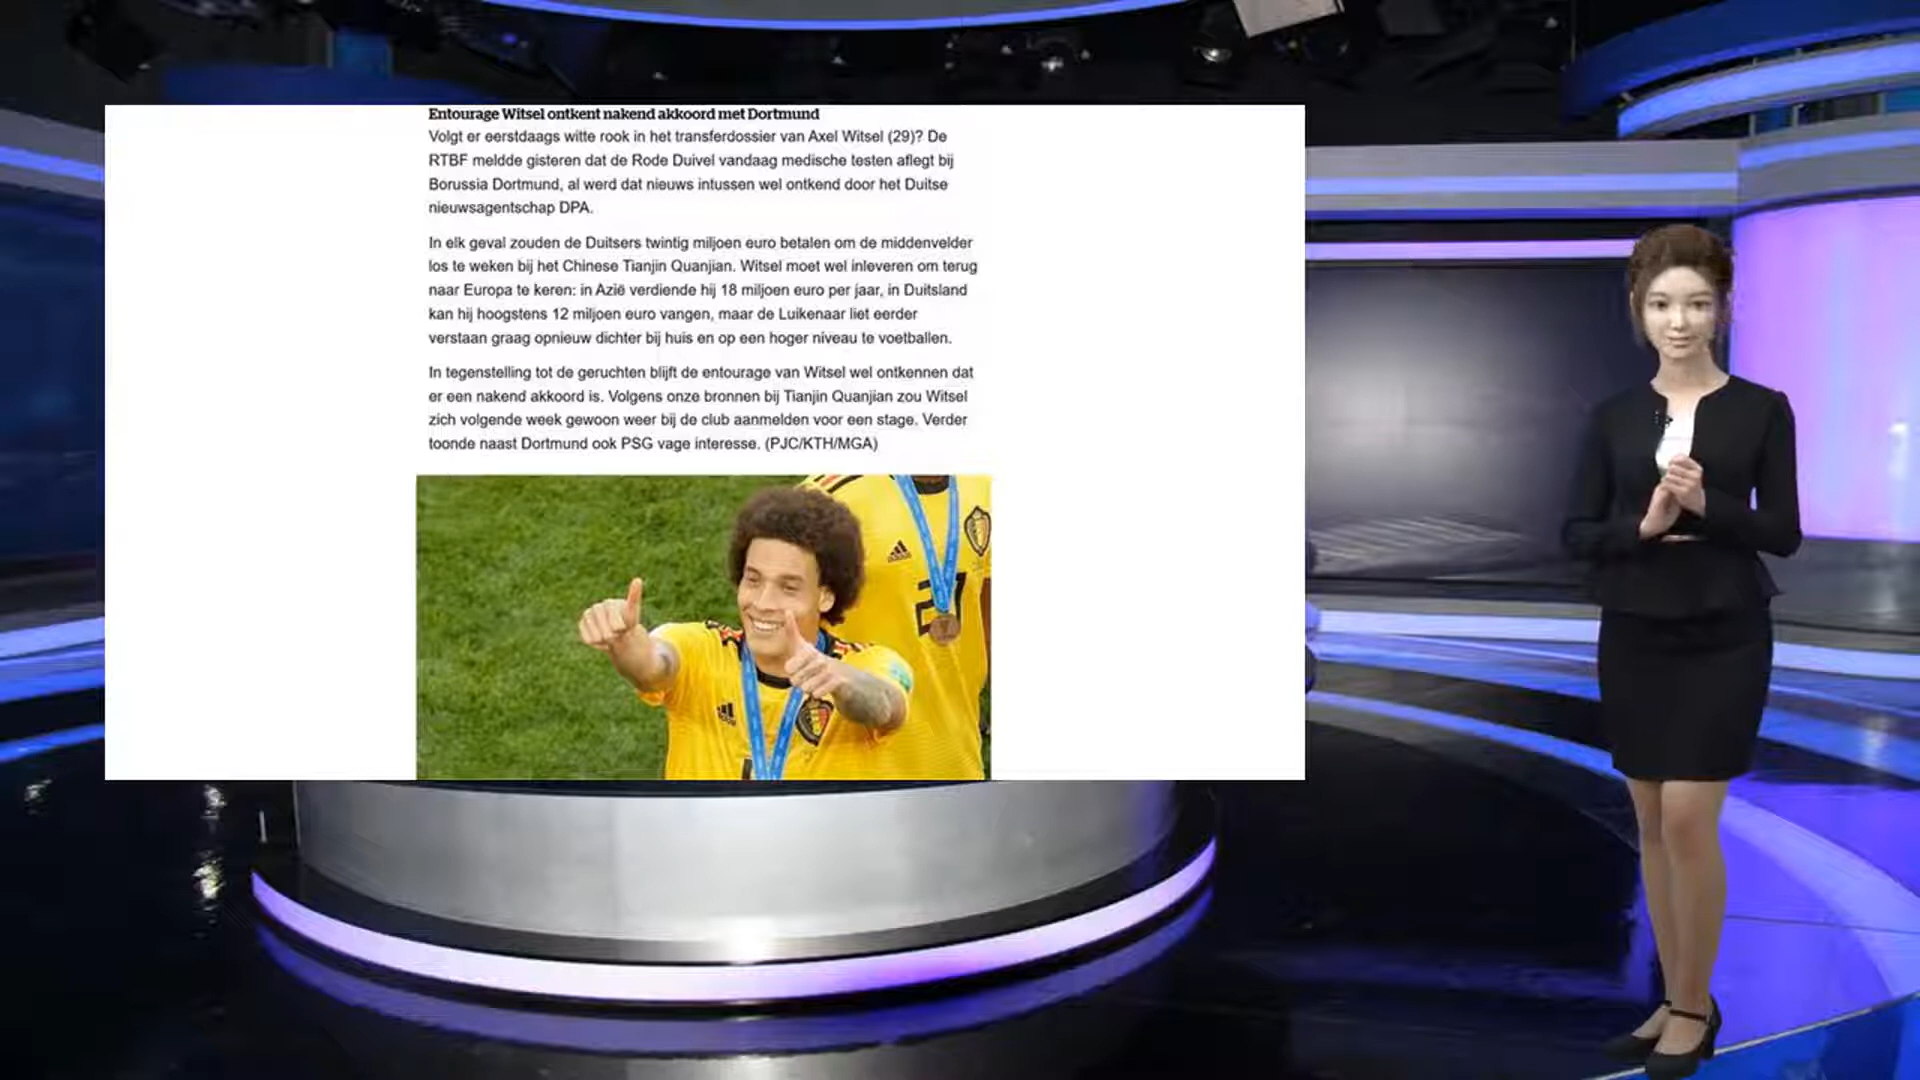 Entourage Witsel ontkent nakend akkoord met Dortmund
Volgt er eerstdaags witte rook in het transferdossier van Axel Witsel (29)? De
RTBF meldde gisteren dat de Rode Duivel vandaag medische testen aflegt bij
Borussia Dortmund, al werd dat nieuws intussen wel ontkend door het Duitse
nieuwsagentschap DPA.
In elk geval zouden de Duitsers twintig miljoen euro betalen om de middenvelder
los te weken bij het Chinese Tianjin Quanjian. Witsel moet wel inleveren om terug
naar Europa te keren: in Azië verdiende hij 18 miljoen euro per jaar, in Duitsland
kan hij hoogstens 12 miljoen euro vangen, maar de Luikenaar liet eerder
verstaan graag opnieuw dichter bij huis en op een hoger niveau te voetballen.
In tegenstelling tot de geruchten blijft de entourage van Witsel wel ontkennen dat
er een nakend akkoord is. Volgens onze bronnen bij Tianjin Quanjian zou Witsel
zich volgende week gewoon weer bij de club aanmelden voor een stage. Verder
toonde naast Dortmund ook PSG vage interesse. (PJC/KTH/MGA)